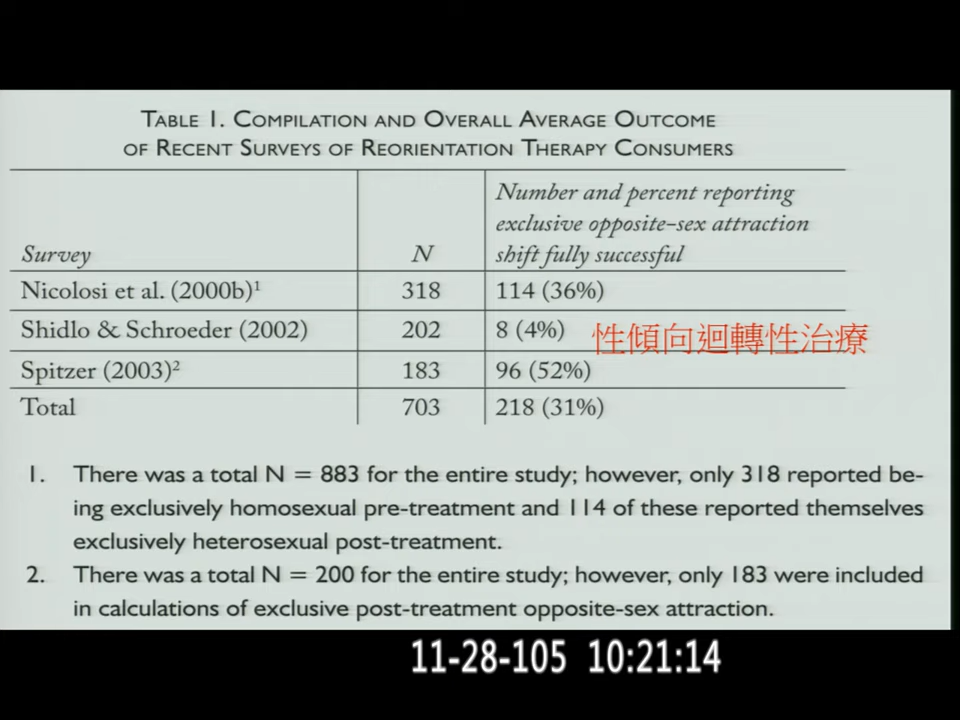 TABLE 1. COMPILATION AND OVERALL AVERAGE OUTCOME
OF RECENT SURVEYS OF REORIENTATION THERAPY CONSUMERS
Number and percent reporting
exclusive opposite-sex attraction
Survey N shift fully successful
Nicolosi et al. (2000b)¹ 318 114 (36%)
Shidlo & Schroeder (2002) 202 8 (4%)
性傾向迴轉性治療
Spitzer (2003)² 183 96 (52%)
Total 703 218 (31%)
1. There was a total N = 883 for the entire study; however, only 318 reported be-
ing exclusively homosexual pre-treatment and 114 of these reported themselves
exclusively heterosexual post-treatment.
2. There was a total N = 200 for the entire study; however, only 183 were included
in calculations of exclusive post-treatment opposite-sex attraction.
11-28-105 10:21:14